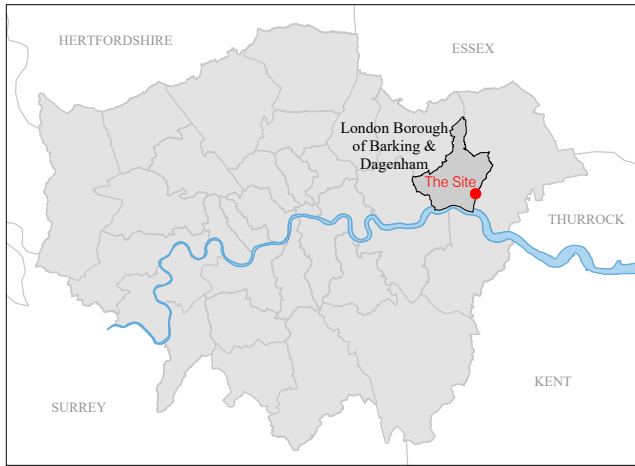 HERTFORDSHIRE
ESSEX
London Borough
of Barking &
Dagenham
The Site
THURROCK
KENT
SURREY